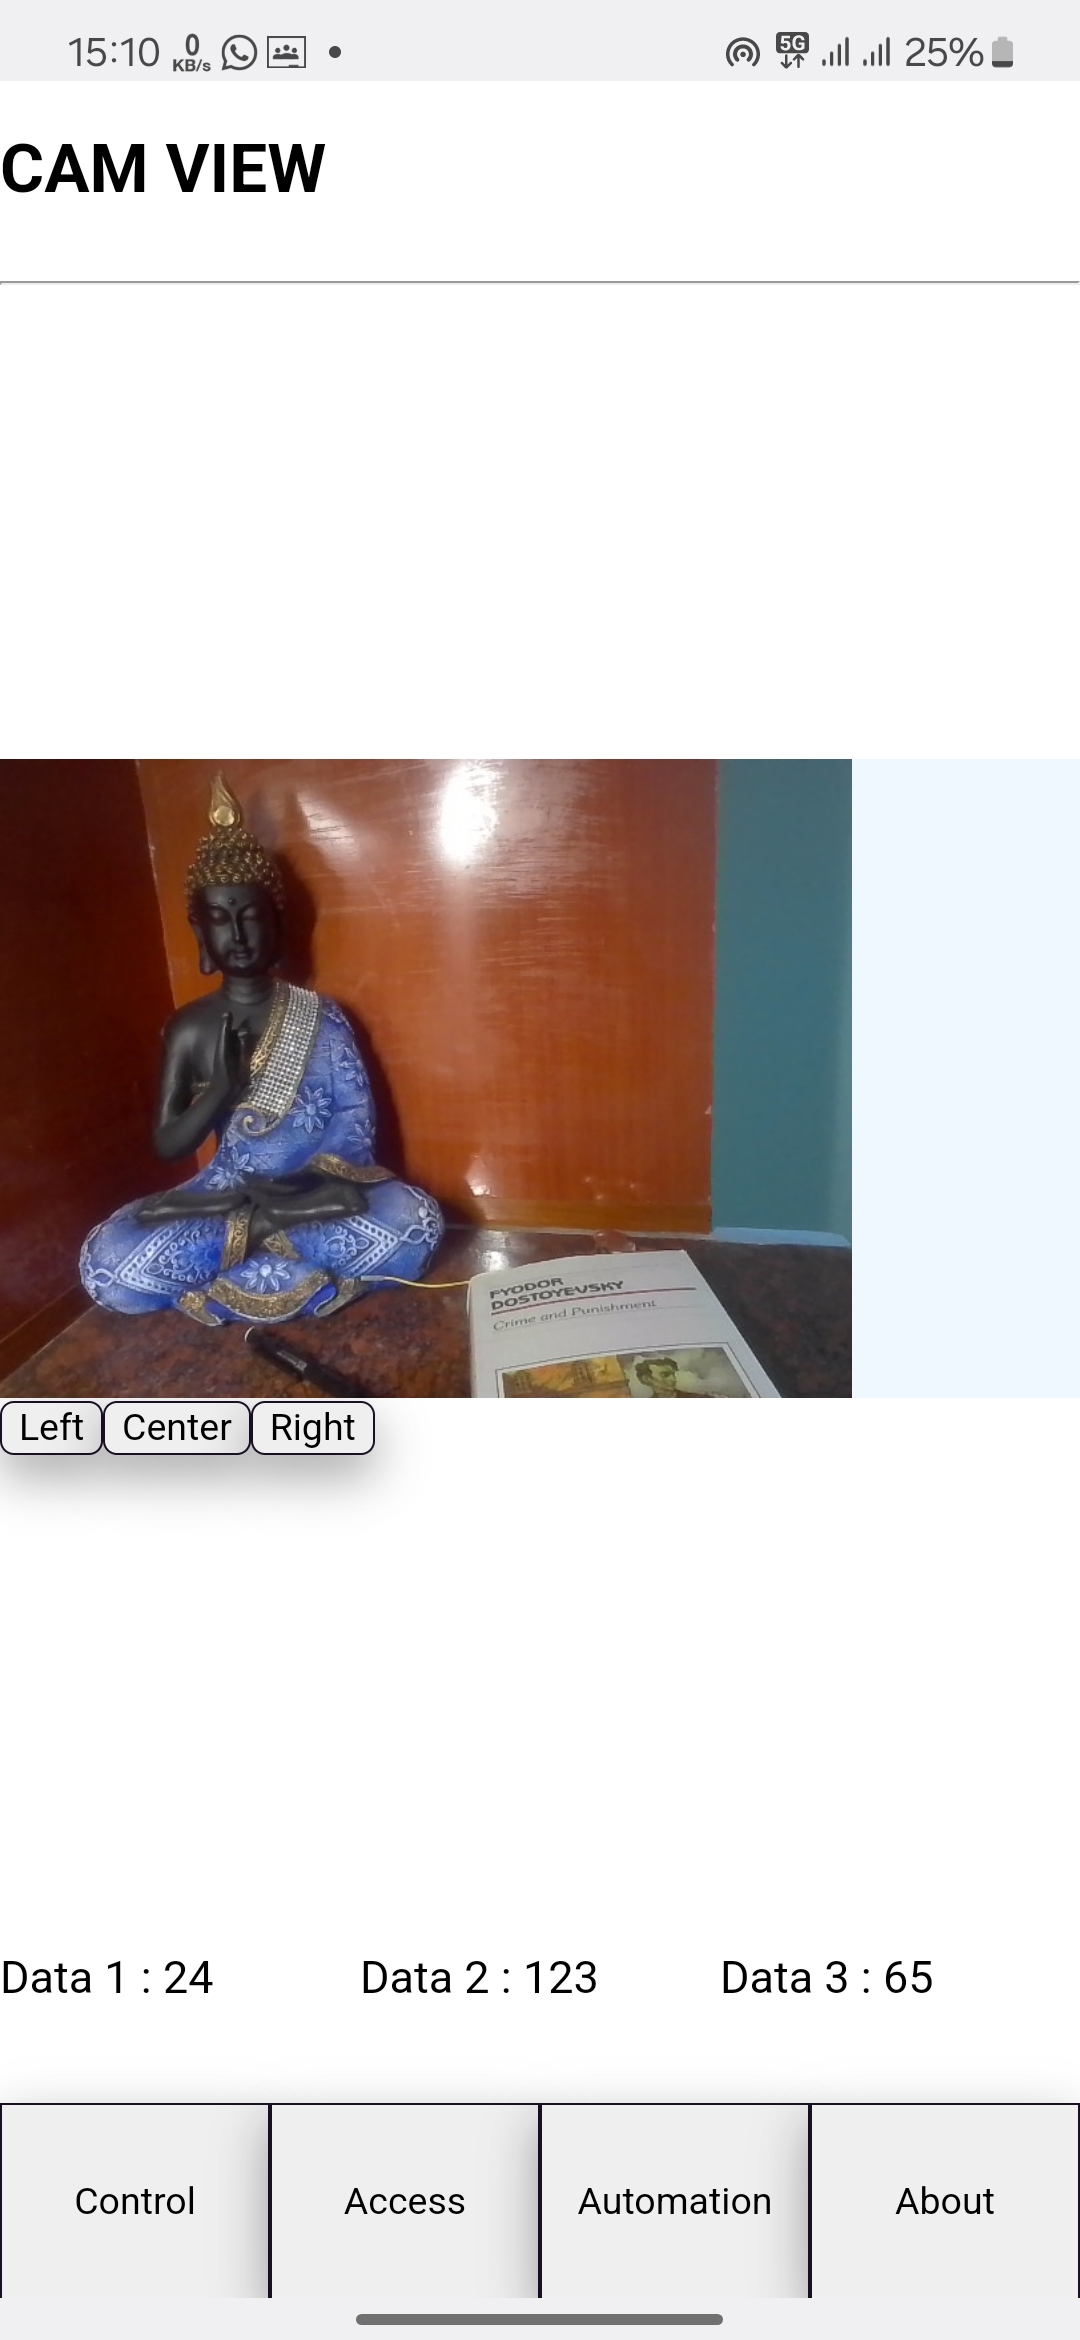 15:10 0 KB/s 5G 25%
CAM VIEW
FYODOR
DOSTOYEVSKY
Crime and Punishment
Left Center Right
Data 1 : 24 Data 2 : 123 Data 3 : 65
Control Access Automation About